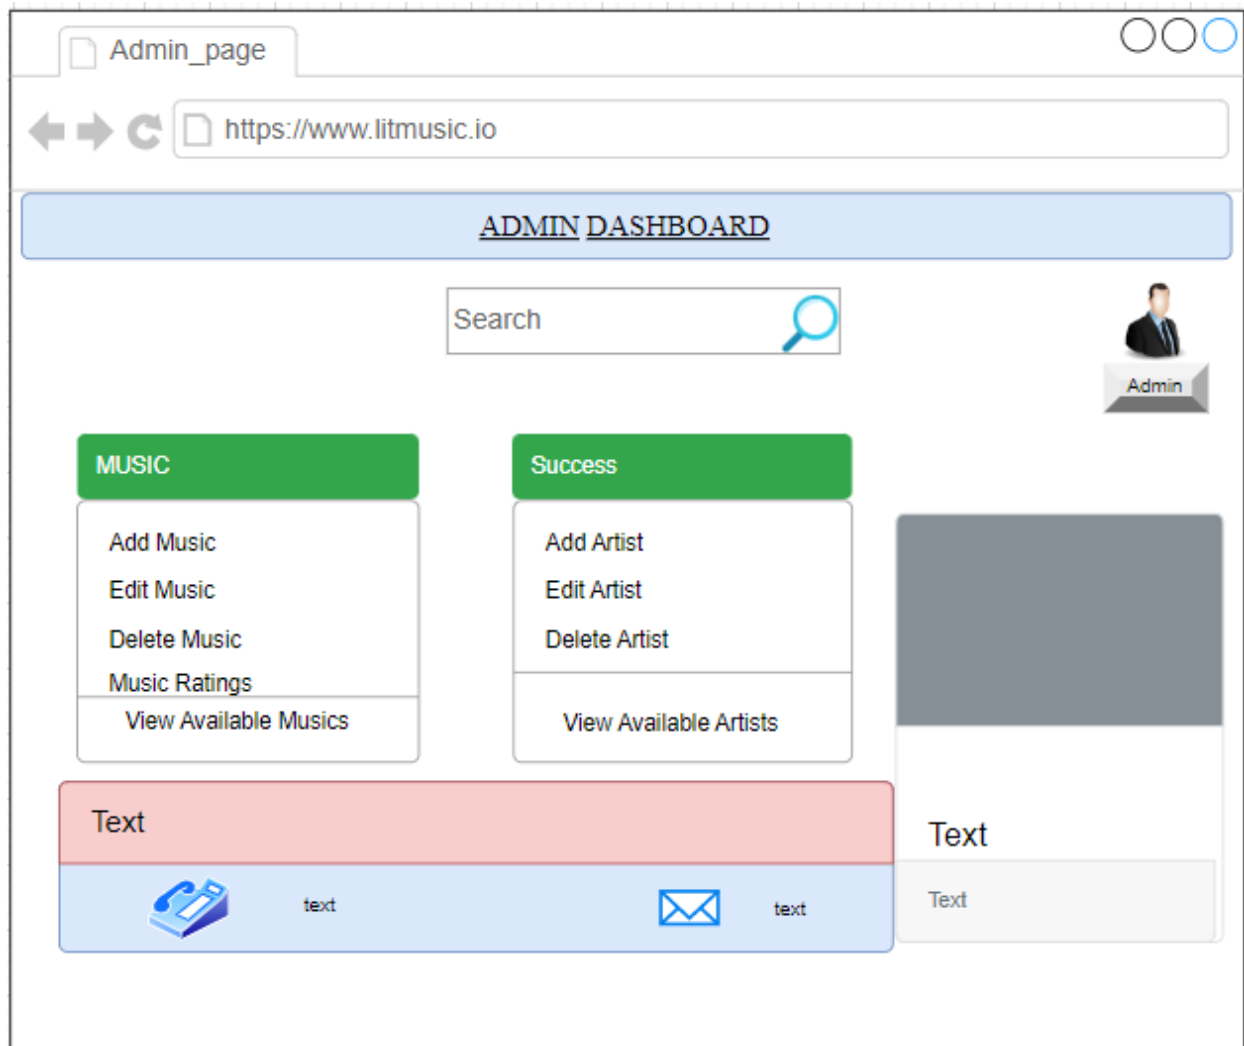 Admin_page
https://www.litmusic.io
ADMIN DASHBOARD
Search
Admin
MUSIC
Add Music
Edit Music
Delete Music
Music Ratings
View Available Musics
Success
Add Artist
Edit Artist
Delete Artist
View Available Artists
Text
text
text
Text
Text